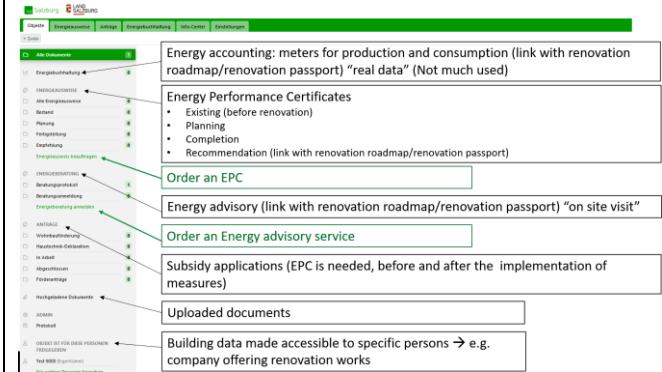 Salzburg
LAND
SALZBURG
Objekte Energieausweise Anträge Energiebuchhaltung Info-Center Einstellungen
Alle Dokumente
Energiebuchhaltung
Energy accounting: meters for production and consumption (link with renovation
roadmap/renovation passport) “real data” (Not much used)
ENERGIEAUSWEISE
Alle Energieausweise
Bestand
Planung
Fertigstellung
Empfehlung
Energieausweis beauftragen
Energy Performance Certificates
• Existing (before renovation)
• Planning
• Completion
• Recommendation (link with renovation roadmap/renovation passport)
Order an EPC
ENERGIEBERATUNG
Beratungsprotokoll
Beratungsanmeldung
Energieberatung anmelden
Energy advisory (link with renovation roadmap/renovation passport) “on site visit”
Order an Energy advisory service
ANTRÄGE
Wohnbauförderung
Haustechnik-Deklaration
In Arbeit
Abgeschlossen
Förderanträge
Subsidy applications (EPC is needed, before and after the implementation of
measures)
Hochgeladene Dokumente
Uploaded documents
ADMIN
Protokoll
OBJEKT IST FÜR DIESE PERSONEN
FREIGEGEBEN
Building data made accessible to specific persons → e.g.
company offering renovation works